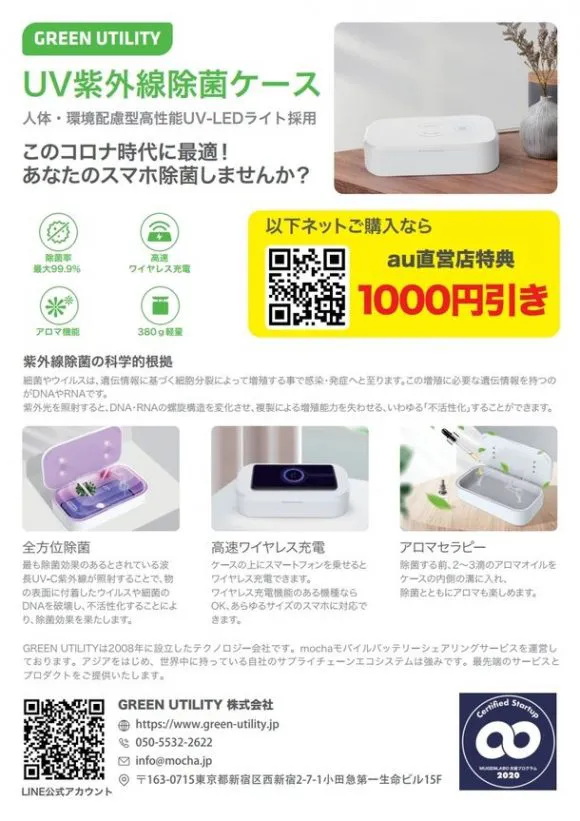 GREEN UTILITY
UV紫外線除菌ケース
人体・環境配慮型高性能UV-LEDライト採用
このコロナ時代に最適！
あなたのスマホ除菌しませんか？
除菌率
最大99.9%
高速
ワイヤレス充電
アロマ機能
380g軽量
以下ネットご購入なら
au直営店特典
1000円引き
紫外線除菌の科学的根拠
細菌やウイルスは、遺伝情報に基づく細胞分裂によって増殖する事で感染・発症へと至ります。この増殖に必要な遺伝情報を持つの
がDNAやRNAです。
紫外光を照射すると、DNA・RNAの螺旋構造を変化させ、複製による増殖能力を失わせる、いわゆる「不活性化」することができます。
全方位除菌
最も除菌効果のあるとされている波
長UV-C紫外線が照射することで、物
の表面に付着したウイルスや細菌の
DNAを破壊し、不活性化することによ
り、除菌効果を果たします。
高速ワイヤレス充電
ケースの上にスマートフォンを乗せると
ワイヤレス充電できます。
ワイヤレス充電機能のある機種なら
OK、あらゆるサイズのスマホに対応で
きます。
アロマセラピー
除菌する前、2〜3滴のアロマオイルを
ケースの内側の溝に入れ、
除菌とともにアロマも楽しめます。
GREEN UTILITYは2008年に設立したテクノロジー会社です。mochaモバイルバッテリーシェアリングサービスを運営し
ております。アジアをはじめ、世界中に持っている自社のサプライチェーンエコシステムは強みです。最先端のサービスと
プロダクトをご提供いたします。
LINE公式アカウント
GREEN UTILITY 株式会社
https://www.green-utility.jp
050-5532-2622
info@mocha.jp
〒163-0715東京都新宿区西新宿2-7-1小田急第一生命ビル15F
Certified Startup
MUGENLABO 支援プログラム
2020